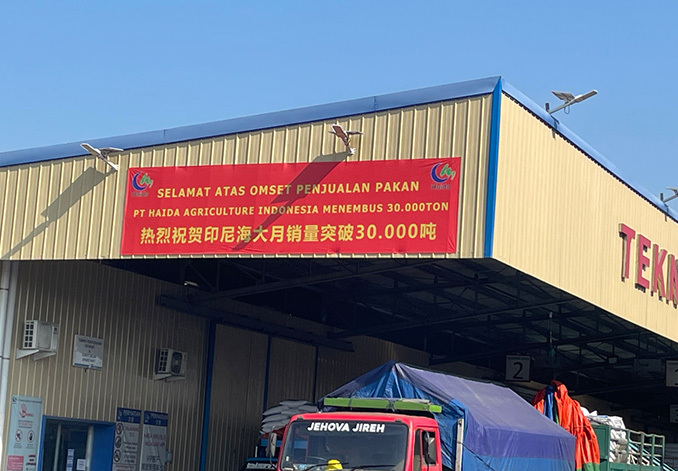 SELAMAT ATAS OMSET PENJUALAN PAKAN
PT HAIDA AGRICULTURE INDONESIA MENEMBUS 30.000TON
热烈祝贺印尼海大月销量突破30.000吨
TEKN
2
JEHOVA JIREH